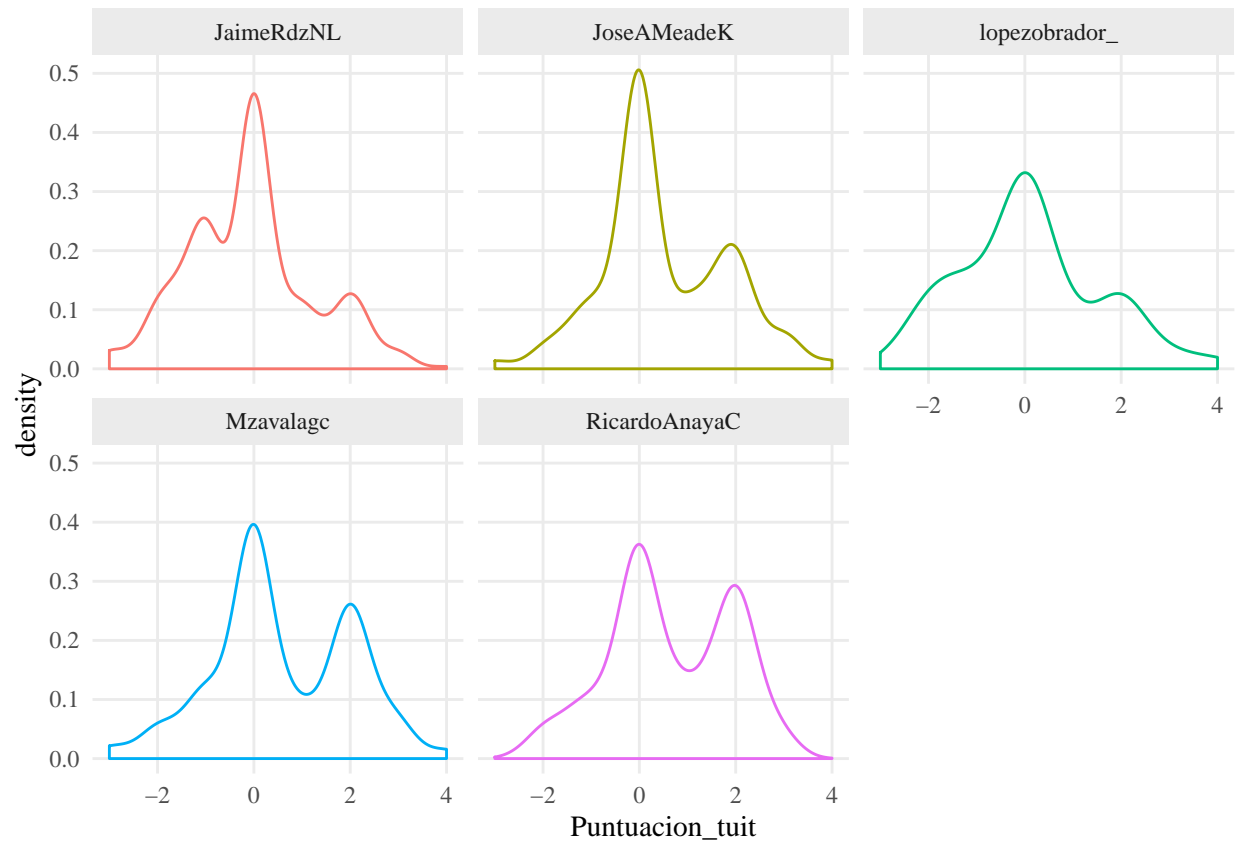 JaimeRdzNL JoseAMeadeK lopezobrador_
0.5
0.4
0.3
0.2
0.1
0.0
−2 0 2 4
density
Mzavalagc RicardoAnayaC
0.5
0.4
0.3
0.2
0.1
0.0
−2 0 2 4 −2 0 2 4
Puntuacion_tuit